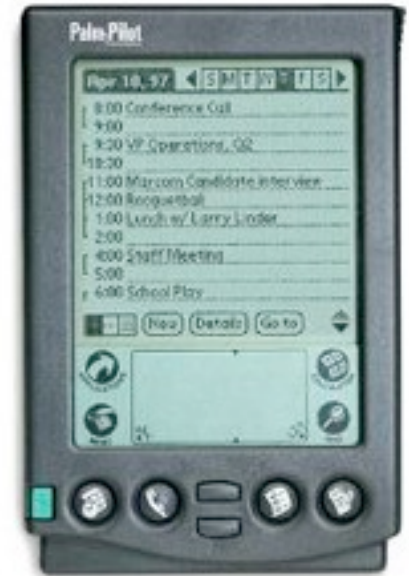 Palm Pilot
Apr 10, 97 S M T W T F S
8:00 Conference Call
9:00
9:30 VP Operations, Q2
10:30
11:00 Marcom Candidate interview
12:00 Racquetball
1:00 Lunch w/ Larry Linder
2:00
4:00 Staff Meeting
5:00
6:00 School Play
New Details Go to